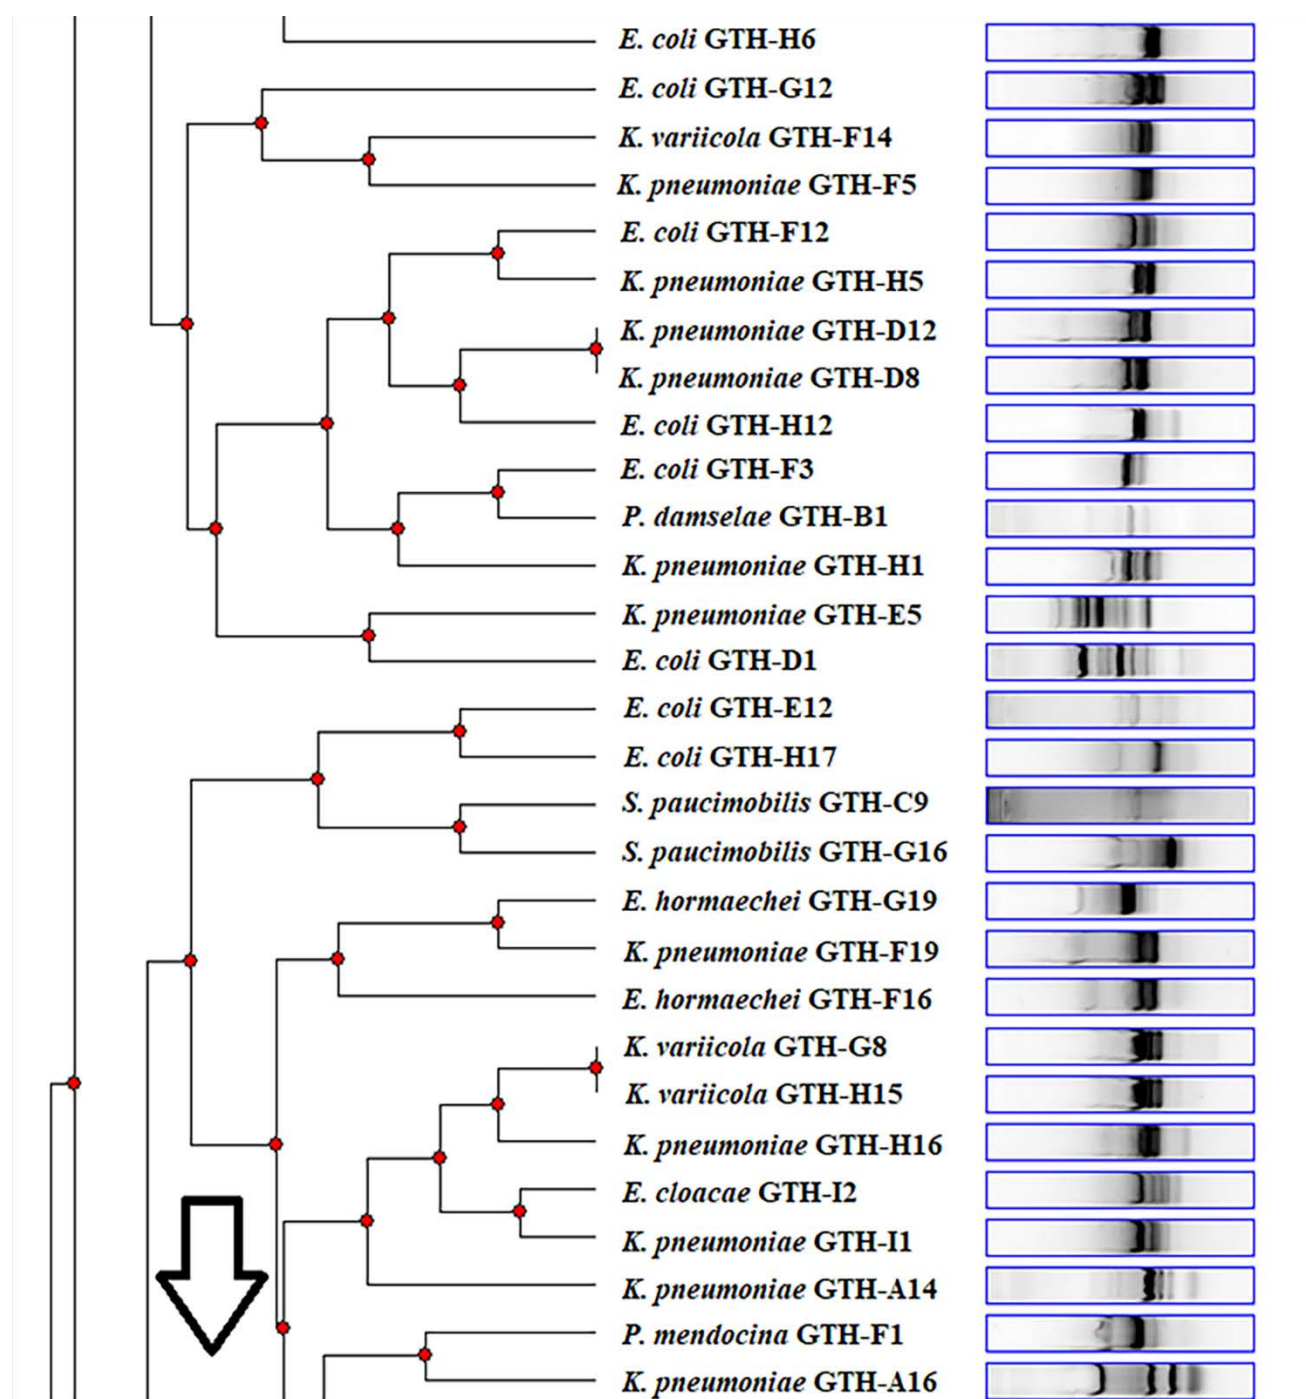 E. coli GTH-H6
E. coli GTH-G12
K. variicola GTH-F14
K. pneumoniae GTH-F5
E. coli GTH-F12
K. pneumoniae GTH-H5
K. pneumoniae GTH-D12
K. pneumoniae GTH-D8
E. coli GTH-H12
E. coli GTH-F3
P. damselae GTH-B1
K. pneumoniae GTH-H1
K. pneumoniae GTH-E5
E. coli GTH-D1
E. coli GTH-E12
E. coli GTH-H17
S. paucimobilis GTH-C9
S. paucimobilis GTH-G16
E. hormaechei GTH-G19
K. pneumoniae GTH-F19
E. hormaechei GTH-F16
K. variicola GTH-G8
K. variicola GTH-H15
K. pneumoniae GTH-H16
E. cloacae GTH-I2
K. pneumoniae GTH-I1
K. pneumoniae GTH-A14
P. mendocina GTH-F1
K. pneumoniae GTH-A16